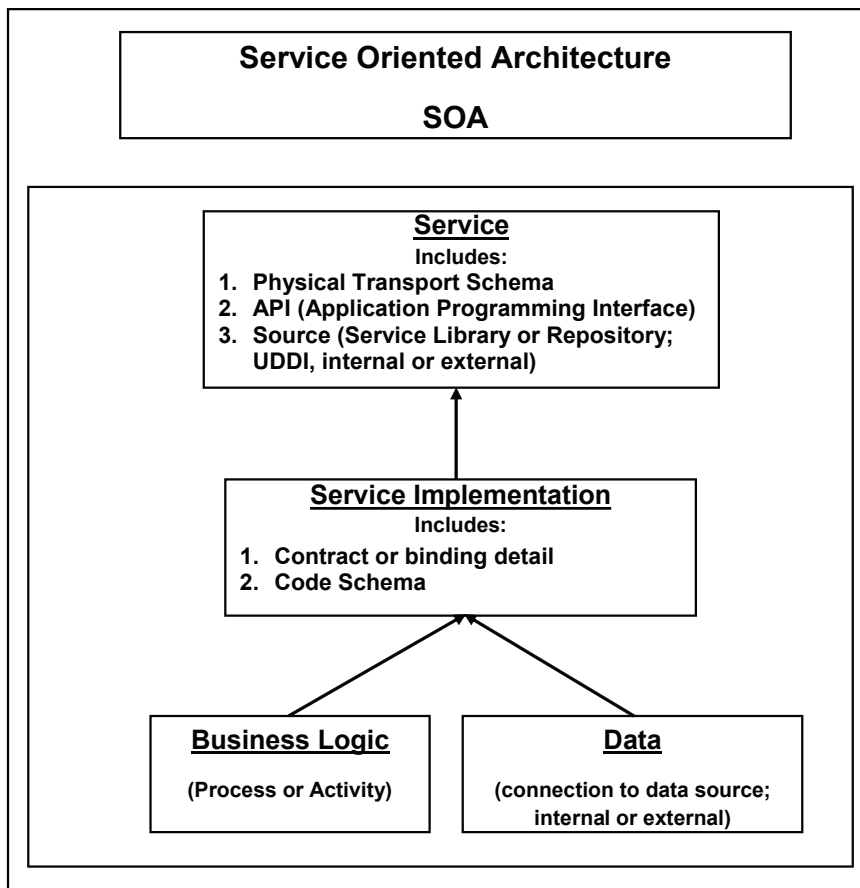 Service Oriented Architecture
SOA
Service
Includes:
1. Physical Transport Schema
2. API (Application Programming Interface)
3. Source (Service Library or Repository;
UDDI, internal or external)
Service Implementation
Includes:
1. Contract or binding detail
2. Code Schema
Business Logic
(Process or Activity)
Data
(connection to data source;
internal or external)